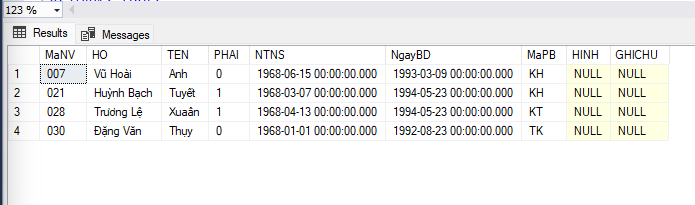 123 %
Results Messages
MaNV HO TEN PHAI NTNS NgayBD MaPB HINH GHICHU
1 007 Vũ Hoài Anh 0 1968-06-15 00:00:00.000 1993-03-09 00:00:00.000 KH NULL NULL
2 021 Huỳnh Bạch Tuyết 1 1968-03-07 00:00:00.000 1994-05-23 00:00:00.000 KH NULL NULL
3 028 Trương Lệ Xuaân 1 1968-04-13 00:00:00.000 1994-05-23 00:00:00.000 KT NULL NULL
4 030 Đặng Văn Thụy 0 1968-01-01 00:00:00.000 1992-08-23 00:00:00.000 TK NULL NULL